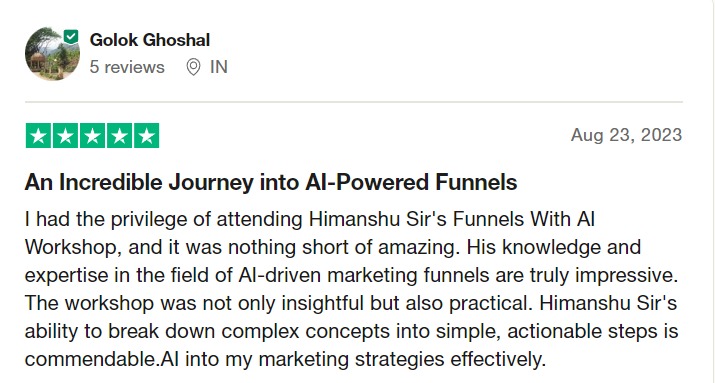 Golok Ghoshal
5 reviews IN
Aug 23, 2023
An Incredible Journey into AI-Powered Funnels
I had the privilege of attending Himanshu Sir's Funnels With AI
Workshop, and it was nothing short of amazing. His knowledge and
expertise in the field of AI-driven marketing funnels are truly impressive.
The workshop was not only insightful but also practical. Himanshu Sir's
ability to break down complex concepts into simple, actionable steps is
commendable.AI into my marketing strategies effectively.